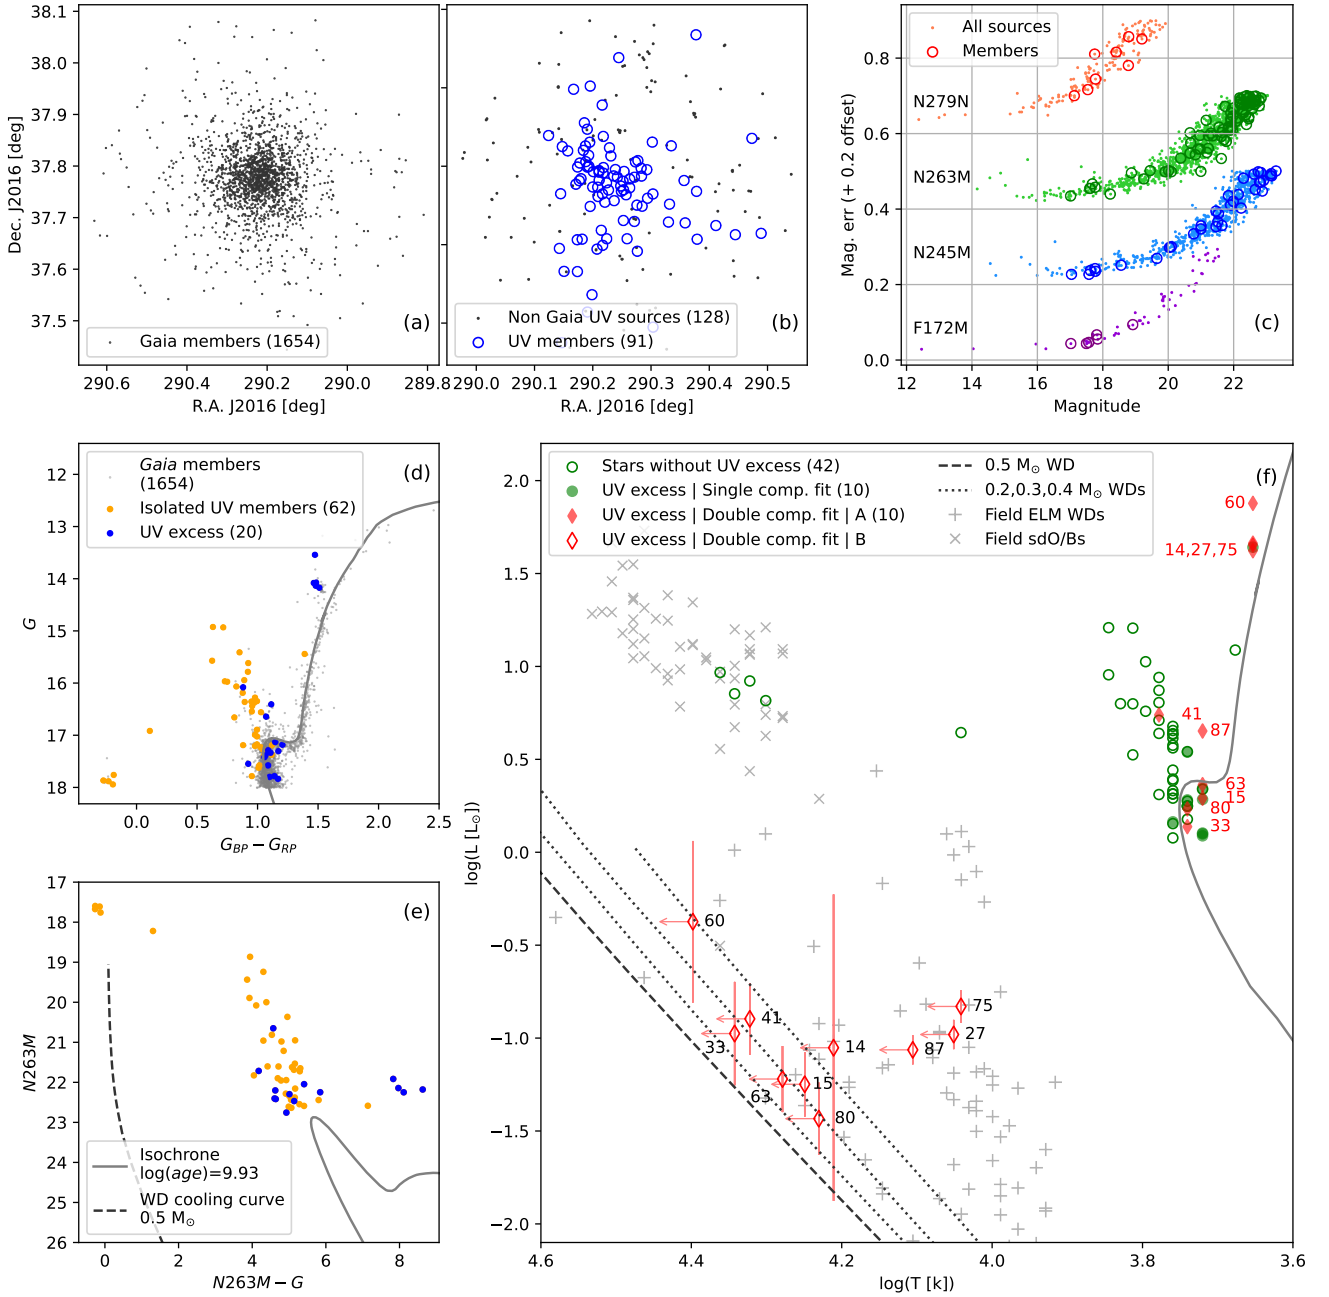 38.1
38.0
37.9
37.8
37.7
37.6
37.5
Dec. J2016 [deg]
290.6 290.4 290.2 290.0 289.8
R.A. J2016 [deg]
Gaia members (1654)
(a)
290.0 290.1 290.2 290.3 290.4 290.5
R.A. J2016 [deg]
Non Gaia UV sources (128)
UV members (91)
(b)
0.8
0.6
0.4
0.2
0.0
Mag. err (+ 0.2 offset)
12 14 16 18 20 22
Magnitude
All sources
Members
N279N
N263M
N245M
F172M
(c)
12
13
14
15
16
17
18
G
0.0 0.5 1.0 1.5 2.0 2.5
G_BP − G_RP
Gaia members
(1654)
Isolated UV members (62)
UV excess (20)
(d)
17
18
19
20
21
22
23
24
25
26
N263M
0 2 4 6 8
N263M − G
Isochrone
log(age)=9.93
WD cooling curve
0.5 M⊙
(e)
2.0
1.5
1.0
0.5
0.0
−0.5
−1.0
−1.5
−2.0
log(L [L⊙])
4.6 4.4 4.2 4.0 3.8 3.6
log(T [k])
Stars without UV excess (42)
UV excess | Single comp. fit (10)
UV excess | Double comp. fit | A (10)
UV excess | Double comp. fit | B
0.5 M⊙ WD
0.2,0.3,0.4 M⊙ WDs
Field ELM WDs
Field sdO/Bs
(f)
60
14,27,75
41
87
63
15
80
33
60
41
33
14
63
15
80
75
27
87